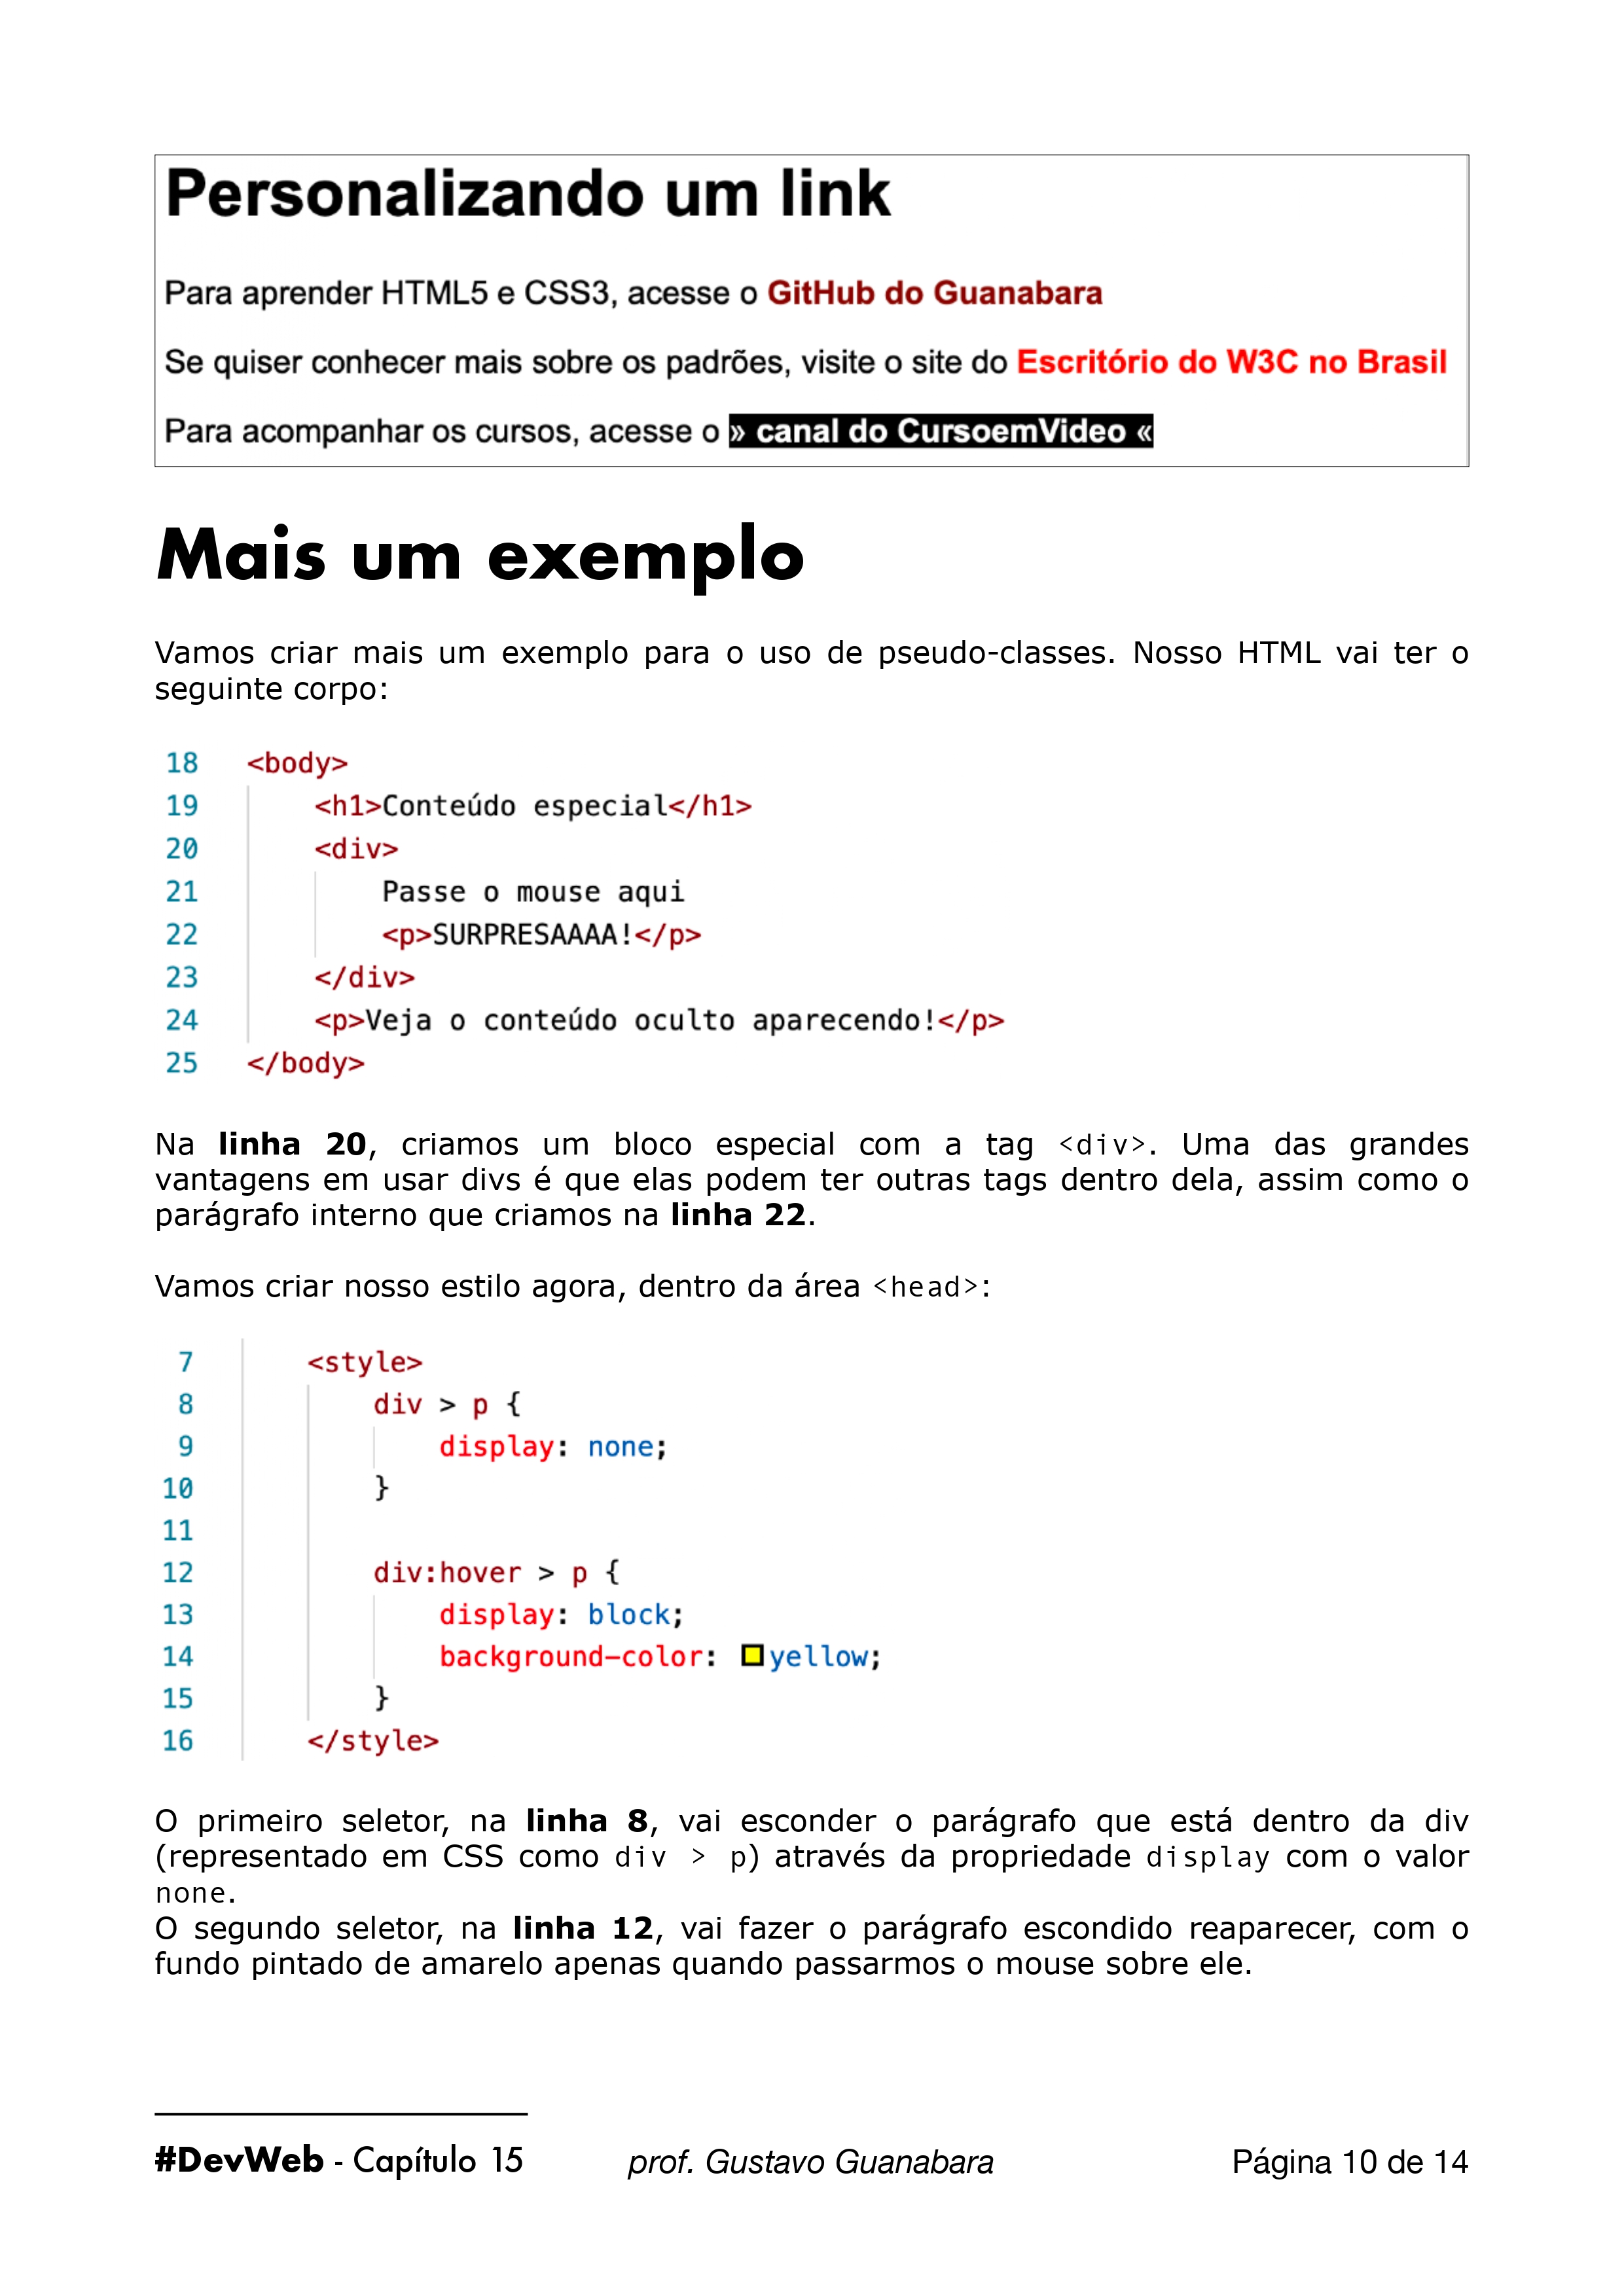 Personalizando um link
Para aprender HTML5 e CSS3, acesse o GitHub do Guanabara
Se quiser conhecer mais sobre os padrões, visite o site do Escritório do W3C no Brasil
Para acompanhar os cursos, acesse o » canal do CursoemVideo «
Mais um exemplo
Vamos criar mais um exemplo para o uso de pseudo-classes. Nosso HTML vai ter o
seguinte corpo:
18 <body>
19 <h1>Conteúdo especial</h1>
20 <div>
21 Passe o mouse aqui
22 <p>SURPRESAAAA!</p>
23 </div>
24 <p>Veja o conteúdo oculto aparecendo!</p>
25 </body>
Na linha 20, criamos um bloco especial com a tag <div>. Uma das grandes
vantagens em usar divs é que elas podem ter outras tags dentro dela, assim como o
parágrafo interno que criamos na linha 22.
Vamos criar nosso estilo agora, dentro da área <head>:
7 <style>
8 div > p {
9 display: none;
10 }
11
12 div:hover > p {
13 display: block;
14 background-color: yellow;
15 }
16 </style>
O primeiro seletor, na linha 8, vai esconder o parágrafo que está dentro da div
(representado em CSS como div > p) através da propriedade display com o valor
none.
O segundo seletor, na linha 12, vai fazer o parágrafo escondido reaparecer, com o
fundo pintado de amarelo apenas quando passarmos o mouse sobre ele.
#DevWeb - Capítulo 15 prof. Gustavo Guanabara Página 10 de 14